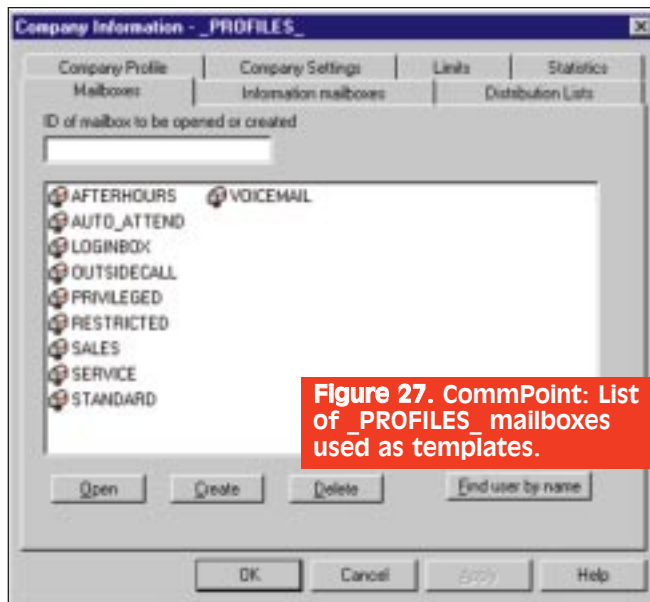 Company Information - _PROFILES_
Company Profile
Company Settings
Limits
Statistics
Mailboxes
Information mailboxes
Distribution Lists
ID of mailbox to be opened or created
AFTERHOURS
VOICEMAIL
AUTO_ATTEND
LOGINBOX
OUTSIDECALL
PRIVILEGED
RESTRICTED
SALES
SERVICE
STANDARD
Figure 27. CommPoint: List
of _PROFILES_ mailboxes
used as templates.
Open
Create
Delete
Find user by name
OK
Cancel
Apply
Help